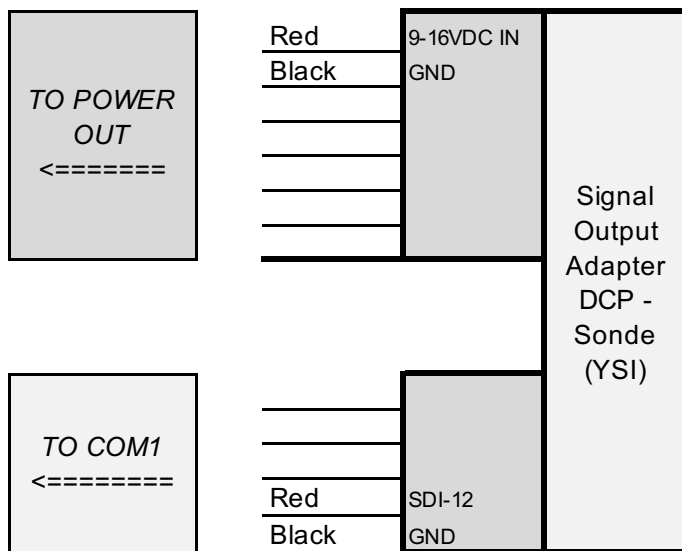 TO POWER
OUT
<=======
Red
9-16VDC IN
Black
GND
Signal
Output
Adapter
DCP -
Sonde
(YSI)
TO COM1
<========
Red
SDI-12
Black
GND